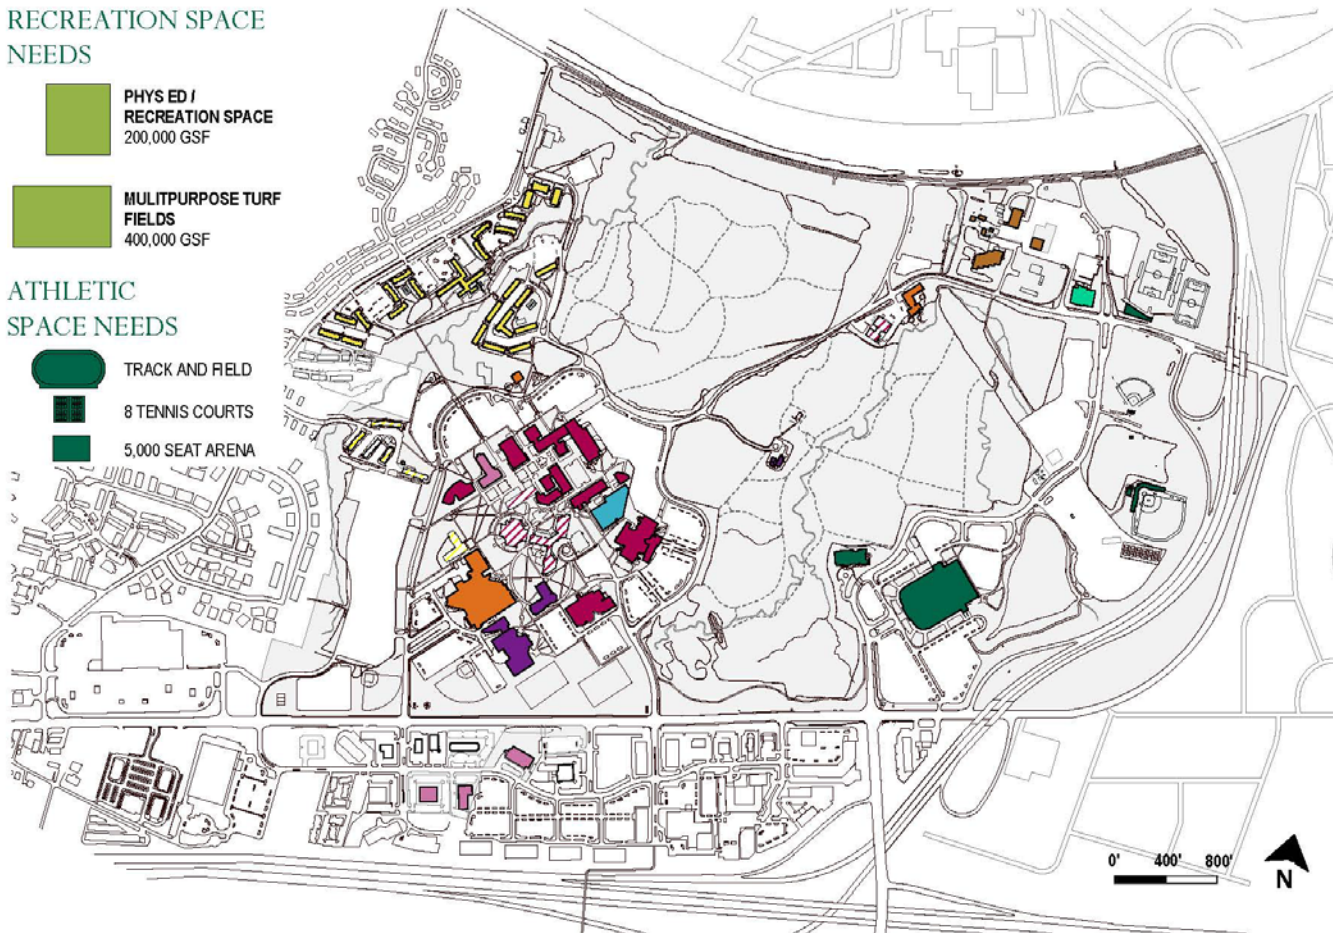 RECREATION SPACE
NEEDS
PHYS ED /
RECREATION SPACE
200,000 GSF
MULITPURPOSE TURF
FIELDS
400,000 GSF
ATHLETIC
SPACE NEEDS
TRACK AND FIELD
8 TENNIS COURTS
5,000 SEAT ARENA
0' 400' 800'
N